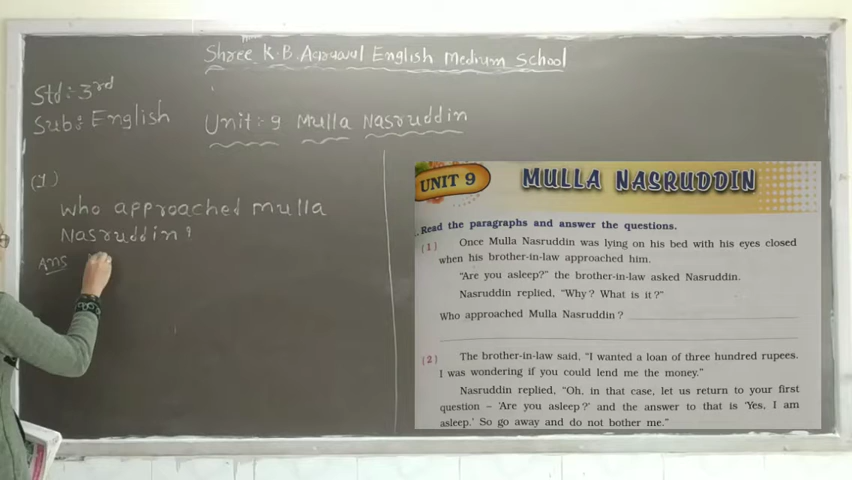 Shree K.B. Agrawal English Medium School
Std:-3rd
Sub: English
Unit:-9 Mulla Nasruddin
(1)
Who approached mulla
Nasruddin?
Ans
UNIT 9
MULLA NASRUDDIN
Read the paragraphs and answer the questions.
(1) Once Mulla Nasruddin was lying on his bed with his eyes closed
when his brother-in-law approached him.
"Are you asleep?" the brother-in-law asked Nasruddin.
Nasruddin replied, "Why? What is it?"
Who approached Mulla Nasruddin ?
(2) The brother-in-law said, "I wanted a loan of three hundred rupees.
I was wondering if you could lend me the money."
Nasruddin replied, "Oh, in that case, let us return to your first
question – 'Are you asleep?' and the answer to that is 'Yes, I am
asleep.' So go away and do not bother me."